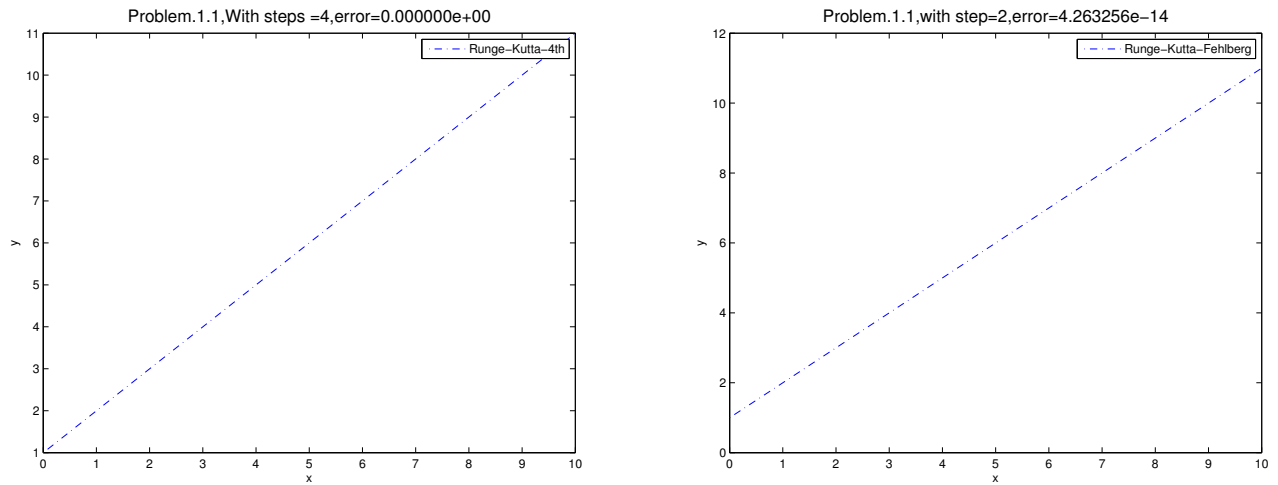 Problem.1.1,With steps =4,error=0.000000e+00
Runge−Kutta−4th
11
10
9
8
7
6
5
4
3
2
1
y
0 1 2 3 4 5 6 7 8 9 10
x
Problem.1.1,with step=2,error=4.263256e−14
Runge−Kutta−Fehlberg
12
10
8
6
4
2
0
y
0 1 2 3 4 5 6 7 8 9 10
x